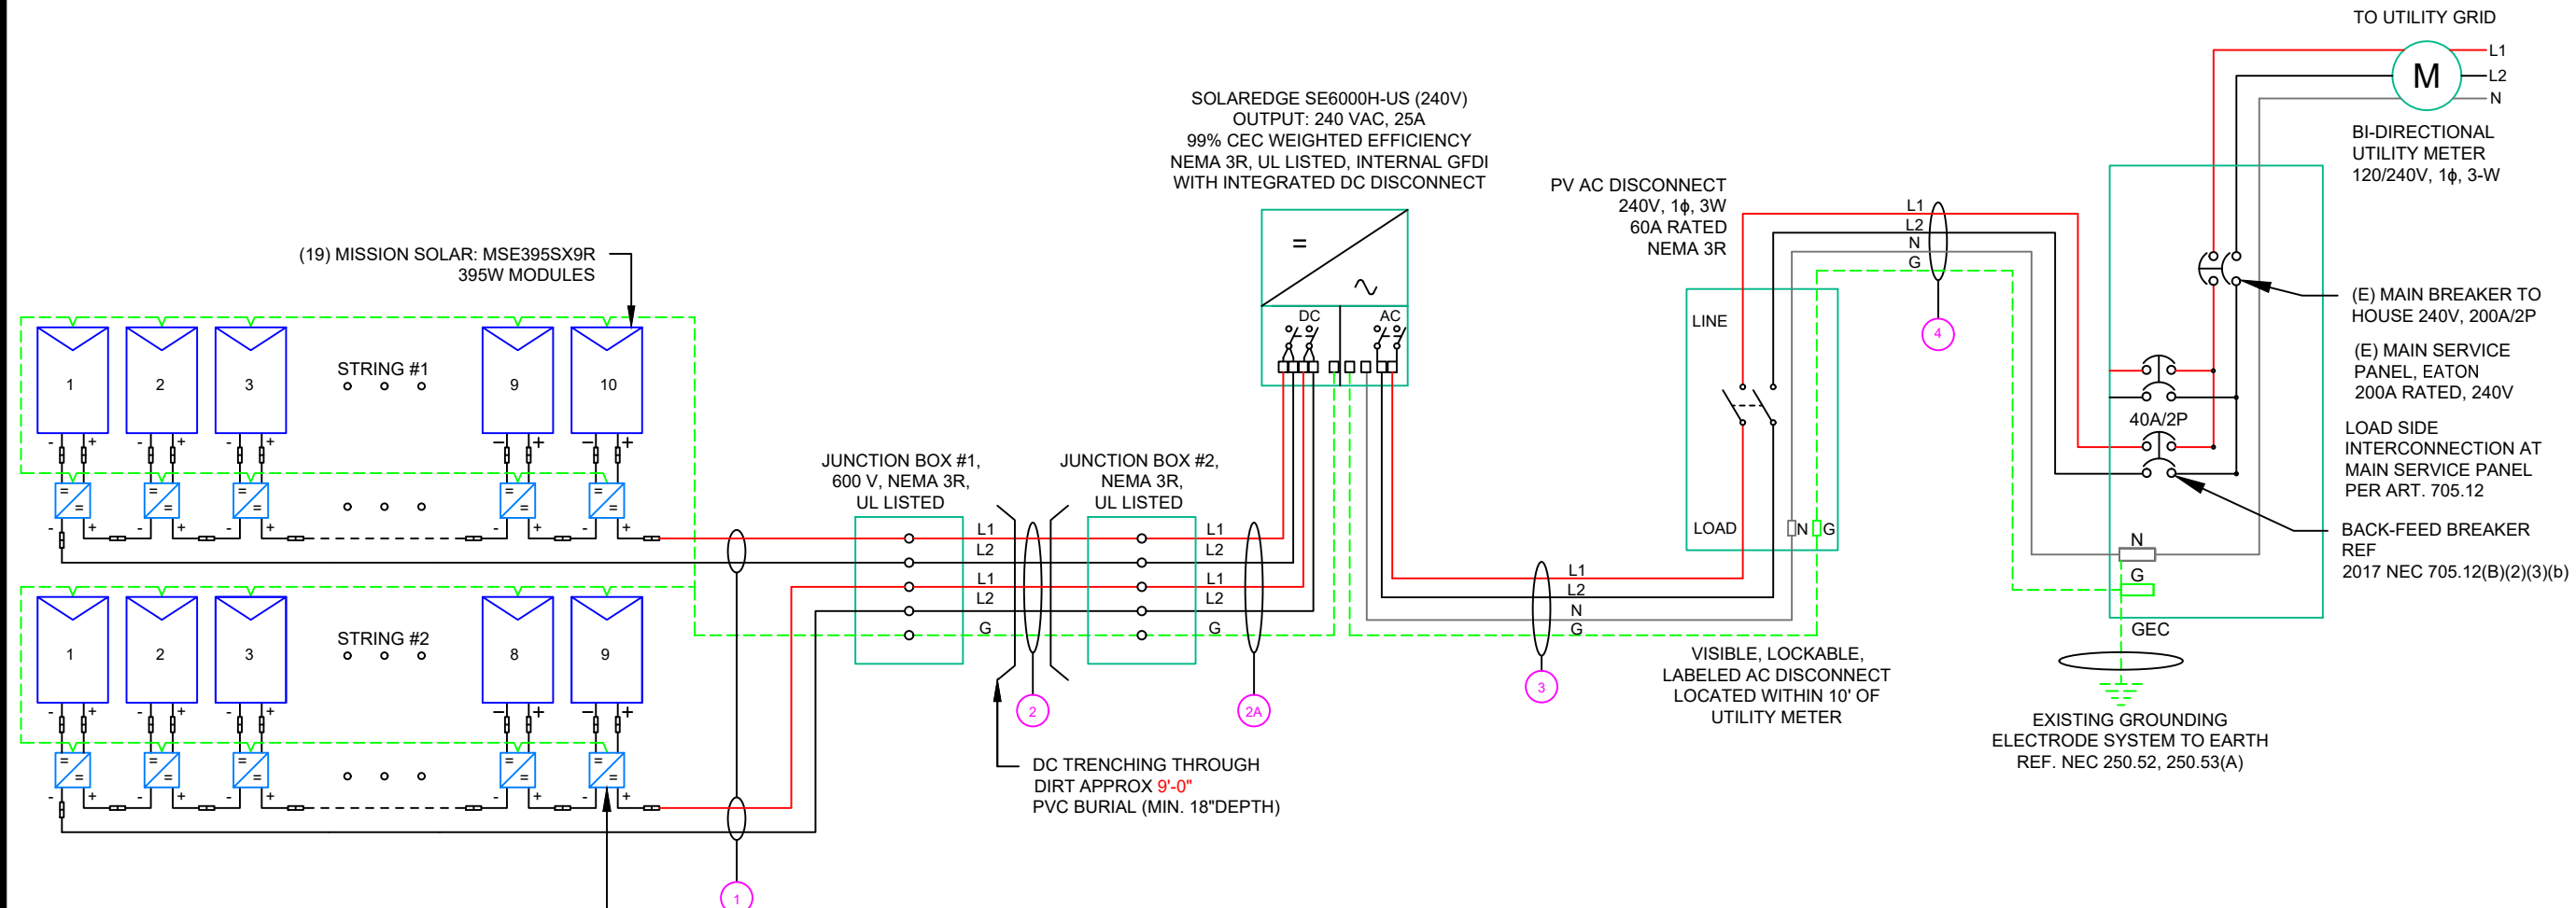 TO UTILITY GRID
L1
M
L2
N
BI-DIRECTIONAL
UTILITY METER
120/240V, 1ϕ, 3-W
SOLAREDGE SE6000H-US (240V)
OUTPUT: 240 VAC, 25A
99% CEC WEIGHTED EFFICIENCY
NEMA 3R, UL LISTED, INTERNAL GFDI
WITH INTEGRATED DC DISCONNECT
=
DC
AC
PV AC DISCONNECT
240V, 1ϕ, 3W
60A RATED
NEMA 3R
LINE
LOAD
N
G
L1
L2
N
G
4
(19) MISSION SOLAR: MSE395SX9R
395W MODULES
1
2
3
STRING #1
9
10
- + - + - + - + - +
= = = = =
= = = = =
- + - + - + - + - +
1
2
3
STRING #2
8
9
- + - + - + - + - +
= = = = =
= = = = =
- + - + - + - + - +
1
JUNCTION BOX #1,
600 V, NEMA 3R,
UL LISTED
L1
L2
L1
L2
G
2
JUNCTION BOX #2,
NEMA 3R,
UL LISTED
L1
L2
L1
L2
G
2A
DC TRENCHING THROUGH
DIRT APPROX 9'-0"
PVC BURIAL (MIN. 18"DEPTH)
L1
L2
N
G
3
VISIBLE, LOCKABLE,
LABELED AC DISCONNECT
LOCATED WITHIN 10' OF
UTILITY METER
(E) MAIN BREAKER TO
HOUSE 240V, 200A/2P
(E) MAIN SERVICE
PANEL, EATON
200A RATED, 240V
40A/2P
LOAD SIDE
INTERCONNECTION AT
MAIN SERVICE PANEL
PER ART. 705.12
BACK-FEED BREAKER
REF
2017 NEC 705.12(B)(2)(3)(b)
N
G
GEC
EXISTING GROUNDING
ELECTRODE SYSTEM TO EARTH
REF. NEC 250.52, 250.53(A)